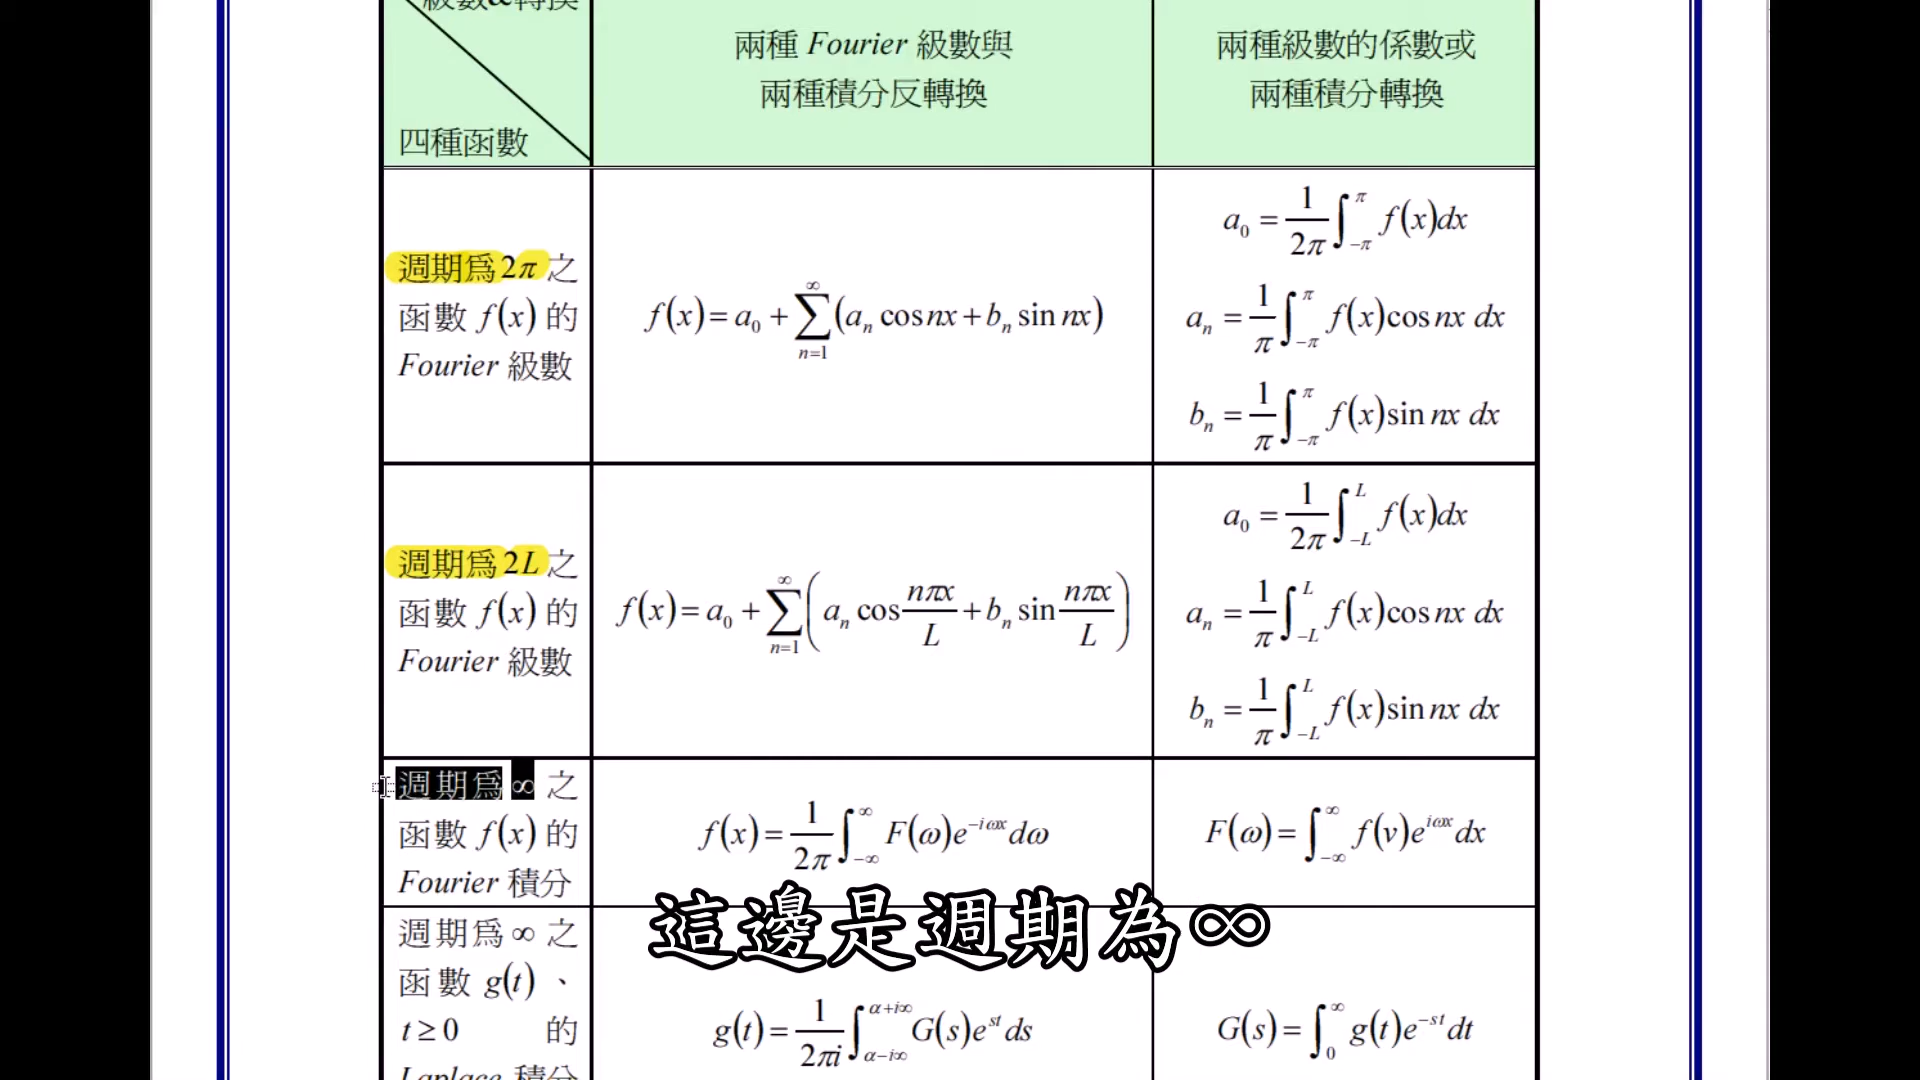 級數&轉換
四種函數
兩種 Fourier 級數與
兩種積分反轉換
兩種級數的係數或
兩種積分轉換
週期為 2π 之
函數 f(x) 的
Fourier 級數
f(x) = a₀ + ∑_{n=1}^{∞} (aₙ cos nx + bₙ sin nx)
a₀ = 1/2π ∫_{-π}^{π} f(x)dx
aₙ = 1/π ∫_{-π}^{π} f(x)cos nx dx
bₙ = 1/π ∫_{-π}^{π} f(x)sin nx dx
週期為 2L 之
函數 f(x) 的
Fourier 級數
f(x) = a₀ + ∑_{n=1}^{∞} (aₙ cos nπx/L + bₙ sin nπx/L)
a₀ = 1/2π ∫_{-L}^{L} f(x)dx
aₙ = 1/π ∫_{-L}^{L} f(x)cos nx dx
bₙ = 1/π ∫_{-L}^{L} f(x)sin nx dx
週期為 ∞ 之
函數 f(x) 的
Fourier 積分
f(x) = 1/2π ∫_{-∞}^{∞} F(ω)e^{-iωx}dω
F(ω) = ∫_{-∞}^{∞} f(v)e^{iωx}dx
週期為 ∞ 之
函數 g(t) 、
t ≥ 0 的
Laplace 積分
g(t) = 1/2πi ∫_{α-i∞}^{α+i∞} G(s)e^{st}ds
G(s) = ∫_{0}^{∞} g(t)e^{-st}dt
這邊是週期為∞